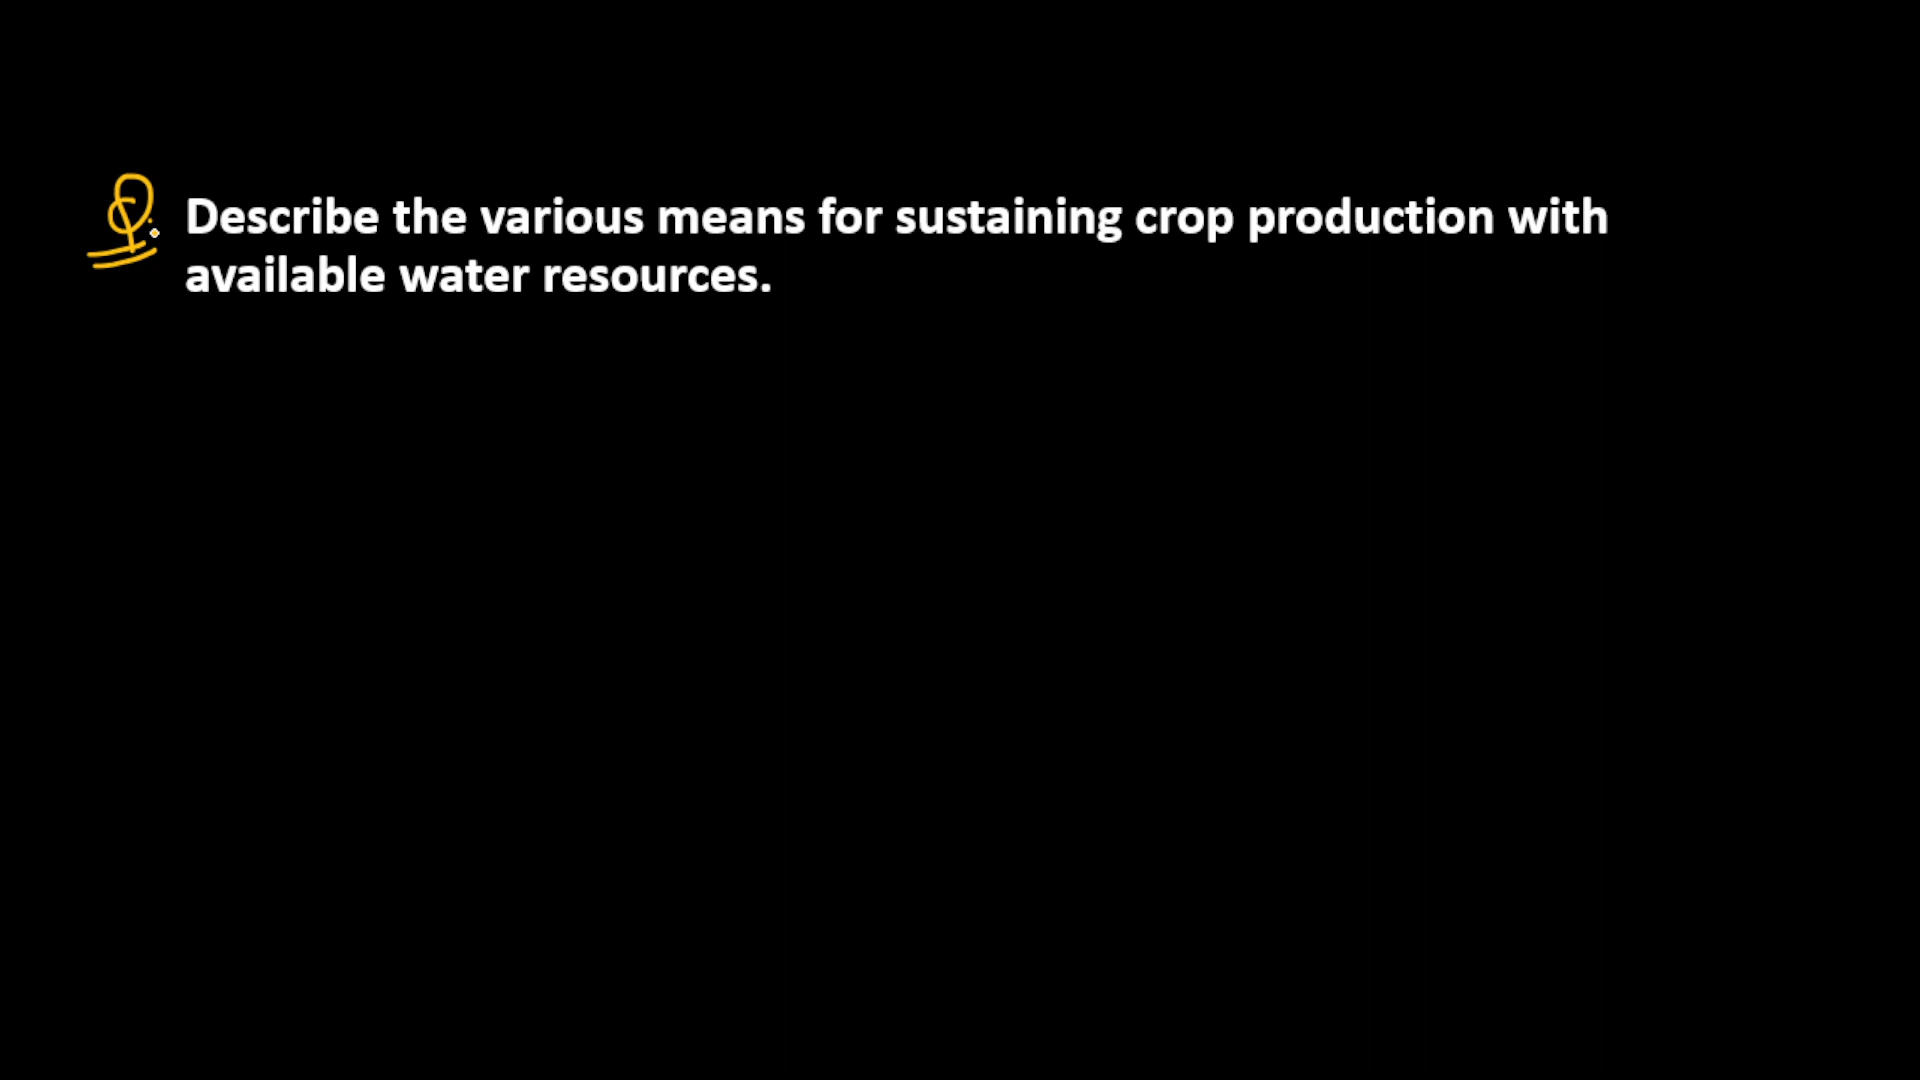 Q. Describe the various means for sustaining crop production with
available water resources.